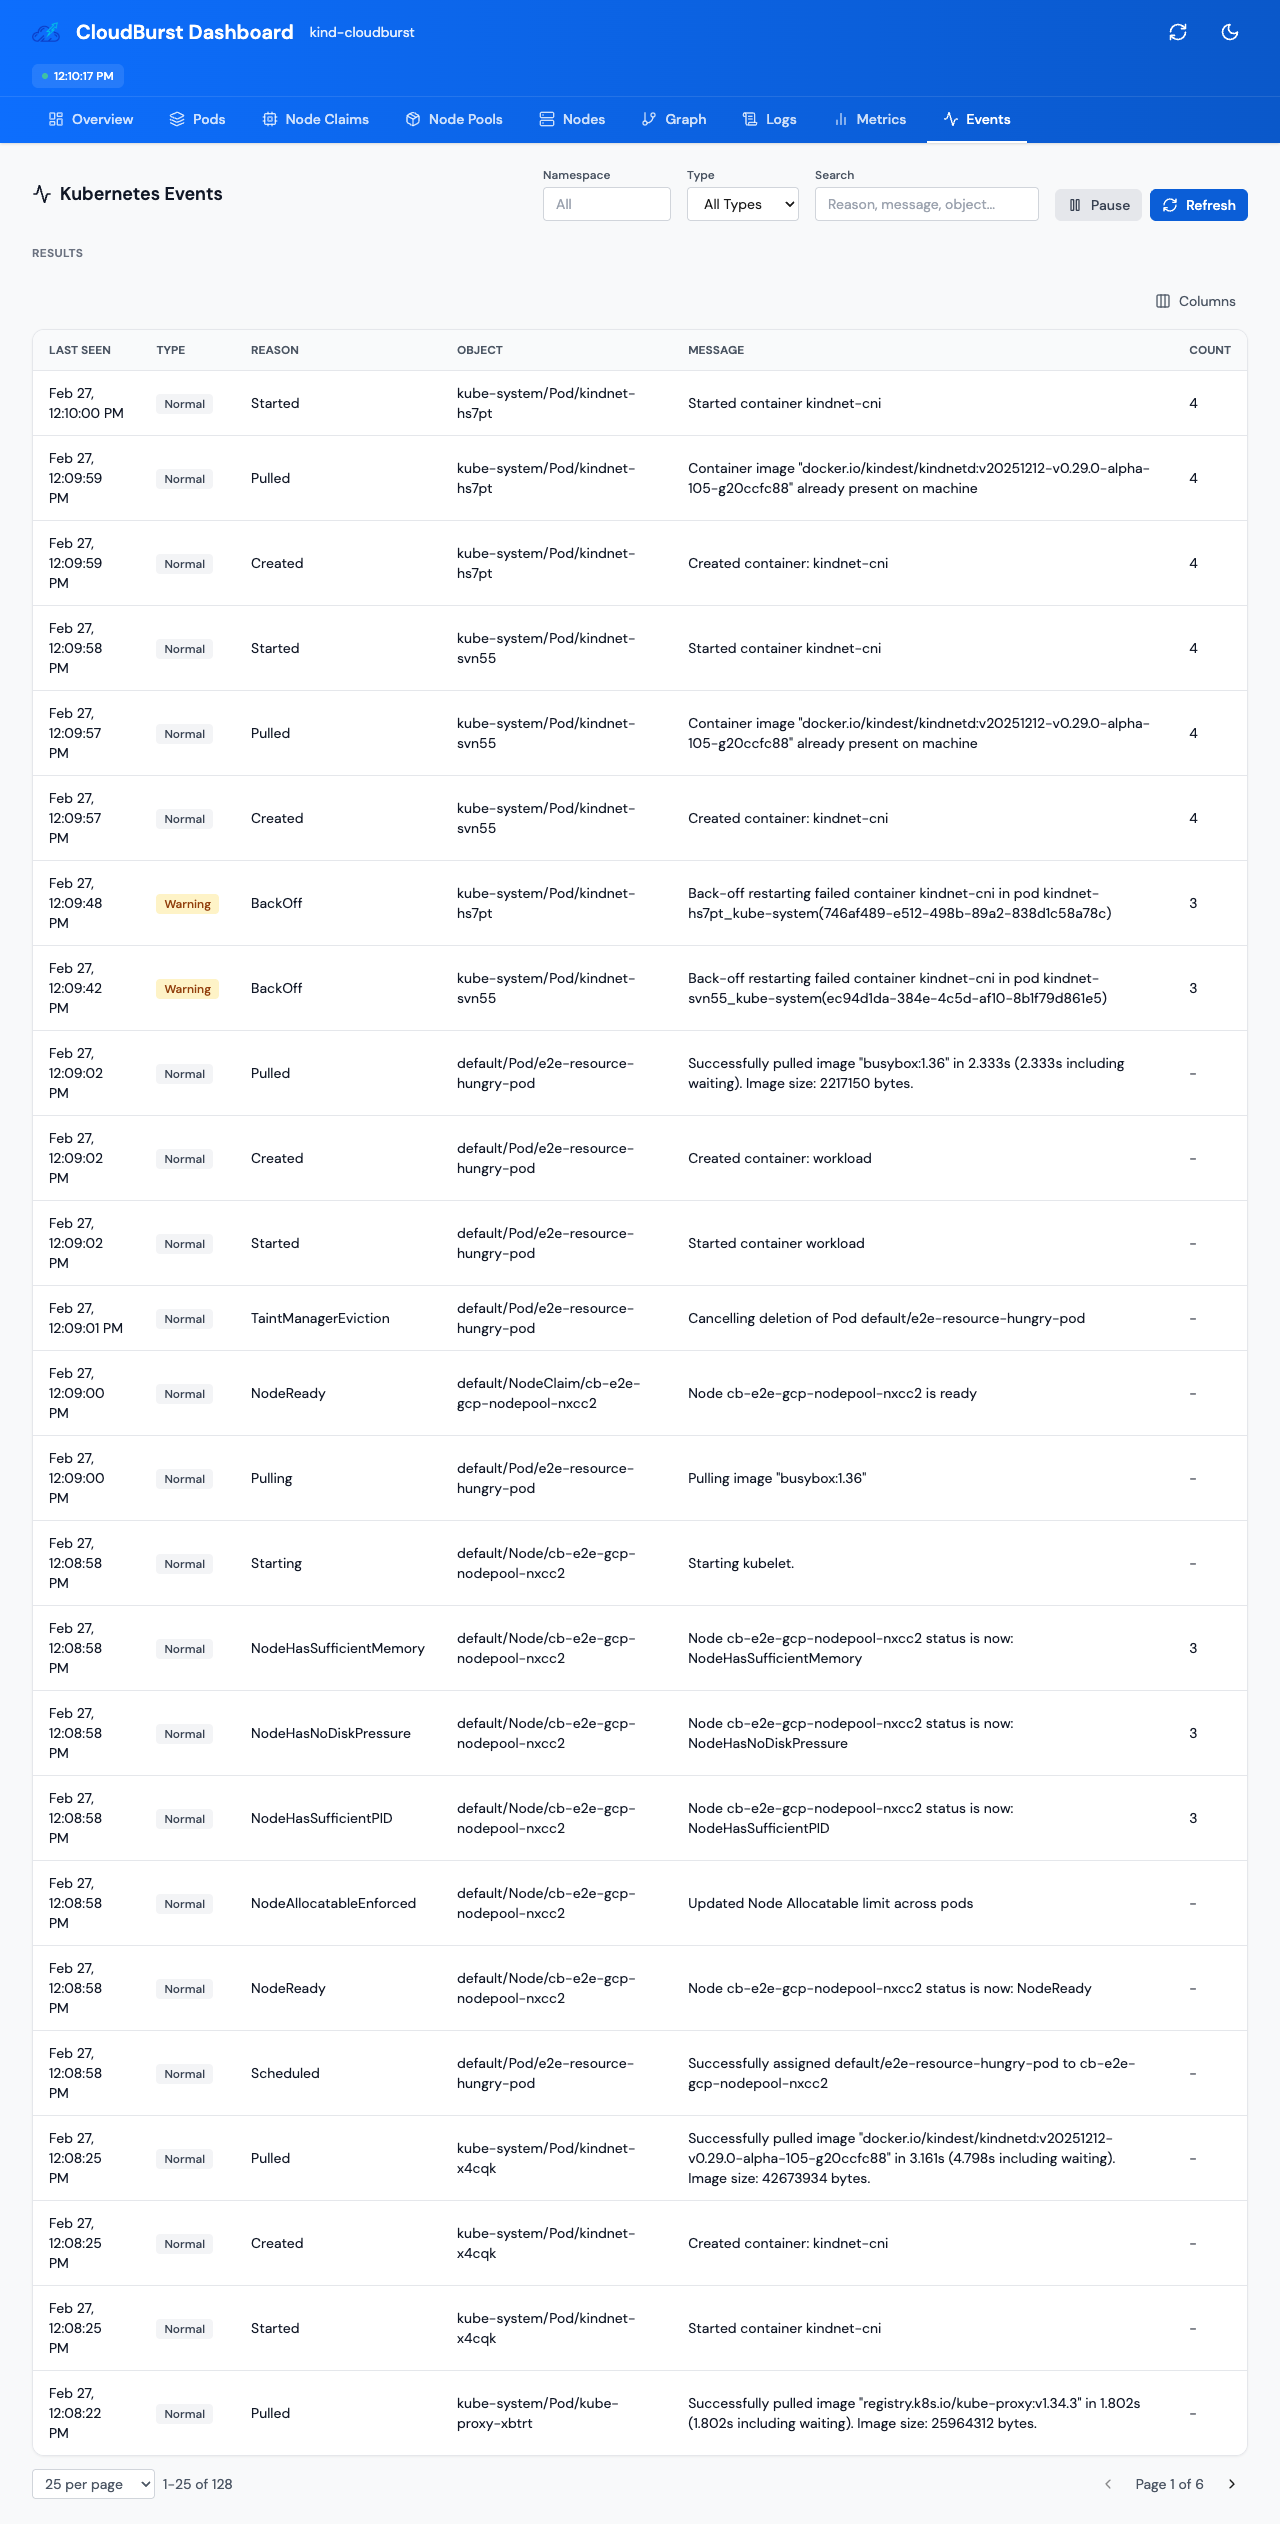 CloudBurst Dashboard kind-cloudburst
12:10:17 PM
Overview Pods Node Claims Node Pools Nodes Graph Logs Metrics Events
Kubernetes Events
Namespace Type Search
All All Types Reason, message, object... Pause Refresh
RESULTS
Columns
LAST SEEN TYPE REASON OBJECT MESSAGE COUNT
Feb 27,
12:10:00 PM
Normal
Started
kube-system/Pod/kindnet-
hs7pt
Started container kindnet-cni
4
Feb 27,
12:09:59
PM
Normal
Pulled
kube-system/Pod/kindnet-
hs7pt
Container image "docker.io/kindest/kindnetd:v20251212-v0.29.0-alpha-
105-g20ccfc88" already present on machine
4
Feb 27,
12:09:59
PM
Normal
Created
kube-system/Pod/kindnet-
hs7pt
Created container: kindnet-cni
4
Feb 27,
12:09:58
PM
Normal
Started
kube-system/Pod/kindnet-
svn55
Started container kindnet-cni
4
Feb 27,
12:09:57
PM
Normal
Pulled
kube-system/Pod/kindnet-
svn55
Container image "docker.io/kindest/kindnetd:v20251212-v0.29.0-alpha-
105-g20ccfc88" already present on machine
4
Feb 27,
12:09:57
PM
Normal
Created
kube-system/Pod/kindnet-
svn55
Created container: kindnet-cni
4
Feb 27,
12:09:48
PM
Warning
BackOff
kube-system/Pod/kindnet-
hs7pt
Back-off restarting failed container kindnet-cni in pod kindnet-
hs7pt_kube-system(746af489-e512-498b-89a2-838d1c58a78c)
3
Feb 27,
12:09:42
PM
Warning
BackOff
kube-system/Pod/kindnet-
svn55
Back-off restarting failed container kindnet-cni in pod kindnet-
svn55_kube-system(ec94d1da-384e-4c5d-af10-8b1f79d861e5)
3
Feb 27,
12:09:02
PM
Normal
Pulled
default/Pod/e2e-resource-
hungry-pod
Successfully pulled image "busybox:1.36" in 2.333s (2.333s including
waiting). Image size: 2217150 bytes.
-
Feb 27,
12:09:02
PM
Normal
Created
default/Pod/e2e-resource-
hungry-pod
Created container: workload
-
Feb 27,
12:09:02
PM
Normal
Started
default/Pod/e2e-resource-
hungry-pod
Started container workload
-
Feb 27,
12:09:01 PM
Normal
TaintManagerEviction
default/Pod/e2e-resource-
hungry-pod
Cancelling deletion of Pod default/e2e-resource-hungry-pod
-
Feb 27,
12:09:00
PM
Normal
NodeReady
default/NodeClaim/cb-e2e-
gcp-nodepool-nxcc2
Node cb-e2e-gcp-nodepool-nxcc2 is ready
-
Feb 27,
12:09:00
PM
Normal
Pulling
default/Pod/e2e-resource-
hungry-pod
Pulling image "busybox:1.36"
-
Feb 27,
12:08:58
PM
Normal
Starting
default/Node/cb-e2e-gcp-
nodepool-nxcc2
Starting kubelet.
-
Feb 27,
12:08:58
PM
Normal
NodeHasSufficientMemory
default/Node/cb-e2e-gcp-
nodepool-nxcc2
Node cb-e2e-gcp-nodepool-nxcc2 status is now:
NodeHasSufficientMemory
3
Feb 27,
12:08:58
PM
Normal
NodeHasNoDiskPressure
default/Node/cb-e2e-gcp-
nodepool-nxcc2
Node cb-e2e-gcp-nodepool-nxcc2 status is now:
NodeHasNoDiskPressure
3
Feb 27,
12:08:58
PM
Normal
NodeHasSufficientPID
default/Node/cb-e2e-gcp-
nodepool-nxcc2
Node cb-e2e-gcp-nodepool-nxcc2 status is now:
NodeHasSufficientPID
3
Feb 27,
12:08:58
PM
Normal
NodeAllocatableEnforced
default/Node/cb-e2e-gcp-
nodepool-nxcc2
Updated Node Allocatable limit across pods
-
Feb 27,
12:08:58
PM
Normal
NodeReady
default/Node/cb-e2e-gcp-
nodepool-nxcc2
Node cb-e2e-gcp-nodepool-nxcc2 status is now: NodeReady
-
Feb 27,
12:08:58
PM
Normal
Scheduled
default/Pod/e2e-resource-
hungry-pod
Successfully assigned default/e2e-resource-hungry-pod to cb-e2e-
gcp-nodepool-nxcc2
-
Feb 27,
12:08:25
PM
Normal
Pulled
kube-system/Pod/kindnet-
x4cqk
Successfully pulled image "docker.io/kindest/kindnetd:v20251212-
v0.29.0-alpha-105-g20ccfc88" in 3.161s (4.798s including waiting).
Image size: 42673934 bytes.
-
Feb 27,
12:08:25
PM
Normal
Created
kube-system/Pod/kindnet-
x4cqk
Created container: kindnet-cni
-
Feb 27,
12:08:25
PM
Normal
Started
kube-system/Pod/kindnet-
x4cqk
Started container kindnet-cni
-
Feb 27,
12:08:22
PM
Normal
Pulled
kube-system/Pod/kube-
proxy-xbtrt
Successfully pulled image "registry.k8s.io/kube-proxy:v1.34.3" in 1.802s
(1.802s including waiting). Image size: 25964312 bytes.
-
25 per page 1-25 of 128 Page 1 of 6